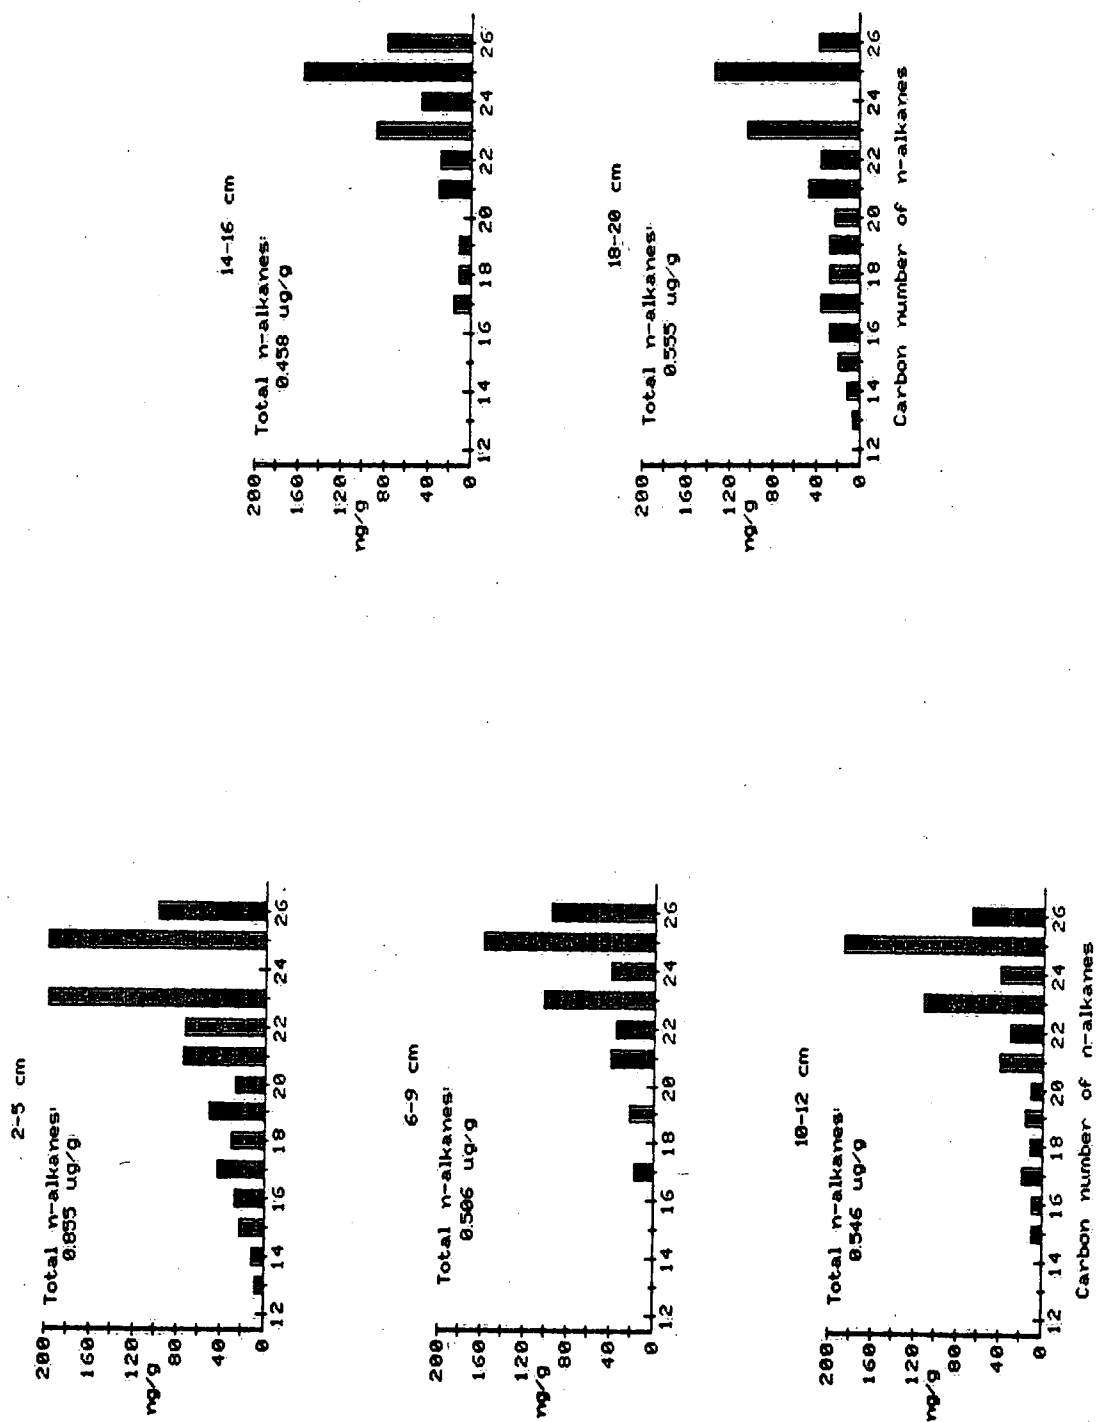 2-5 cm
Total n-alkanes:
0.855 ug/g
200
160
120
80
40
0
ng/g
12 14 16 18 20 22 24 26
6-9 cm
Total n-alkanes:
0.506 ug/g
200
160
120
80
40
0
ng/g
12 14 16 18 20 22 24 26
10-12 cm
Total n-alkanes:
0.546 ug/g
200
160
120
80
40
0
ng/g
12 14 16 18 20 22 24 26
Carbon number of n-alkanes
14-16 cm
Total n-alkanes:
0.458 ug/g
200
160
120
80
40
0
ng/g
12 14 16 18 20 22 24 26
18-20 cm
Total n-alkanes:
0.555 ug/g
200
160
120
80
40
0
ng/g
12 14 16 18 20 22 24 26
Carbon number of n-alkanes